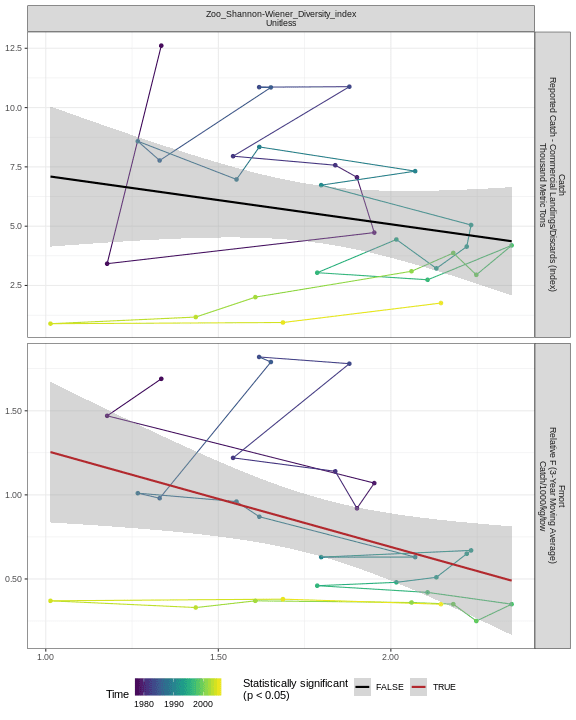 Zoo_Shannon-Wiener_Diversity_index
Unitless
12.5
10.0
7.5
5.0
2.5
Catch
Reported Catch - Commercial Landings/Discards (Index)
Thousand Metric Tons
1.50
1.00
0.50
Fmort
Relative F (3-Year Moving Average)
Catch/1000/kg/tow
1.00
1.50
2.00
Time
1980
1990
2000
Statistically significant
(p < 0.05)
FALSE
TRUE